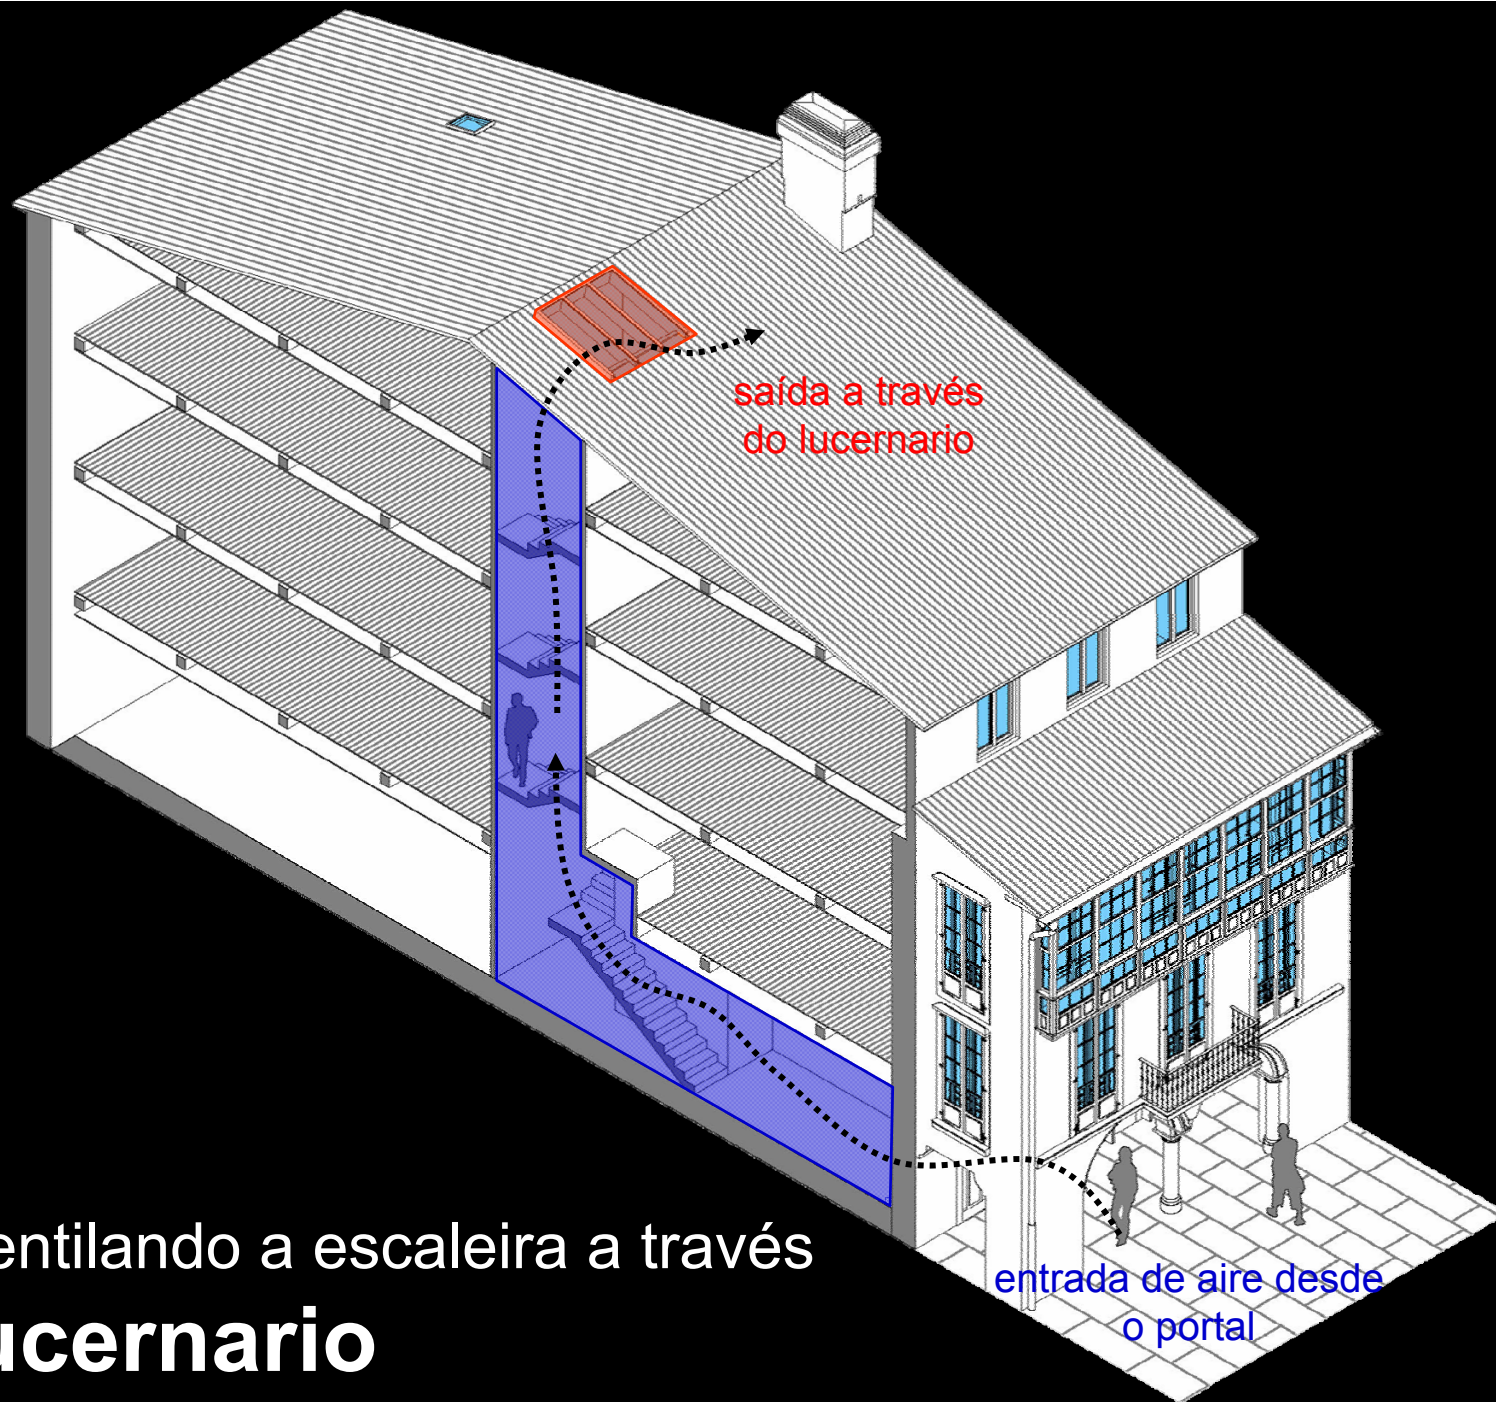 saída a través
do lucernario
entilando a escaleira a través
ucernario
entrada de aire desde
o portal